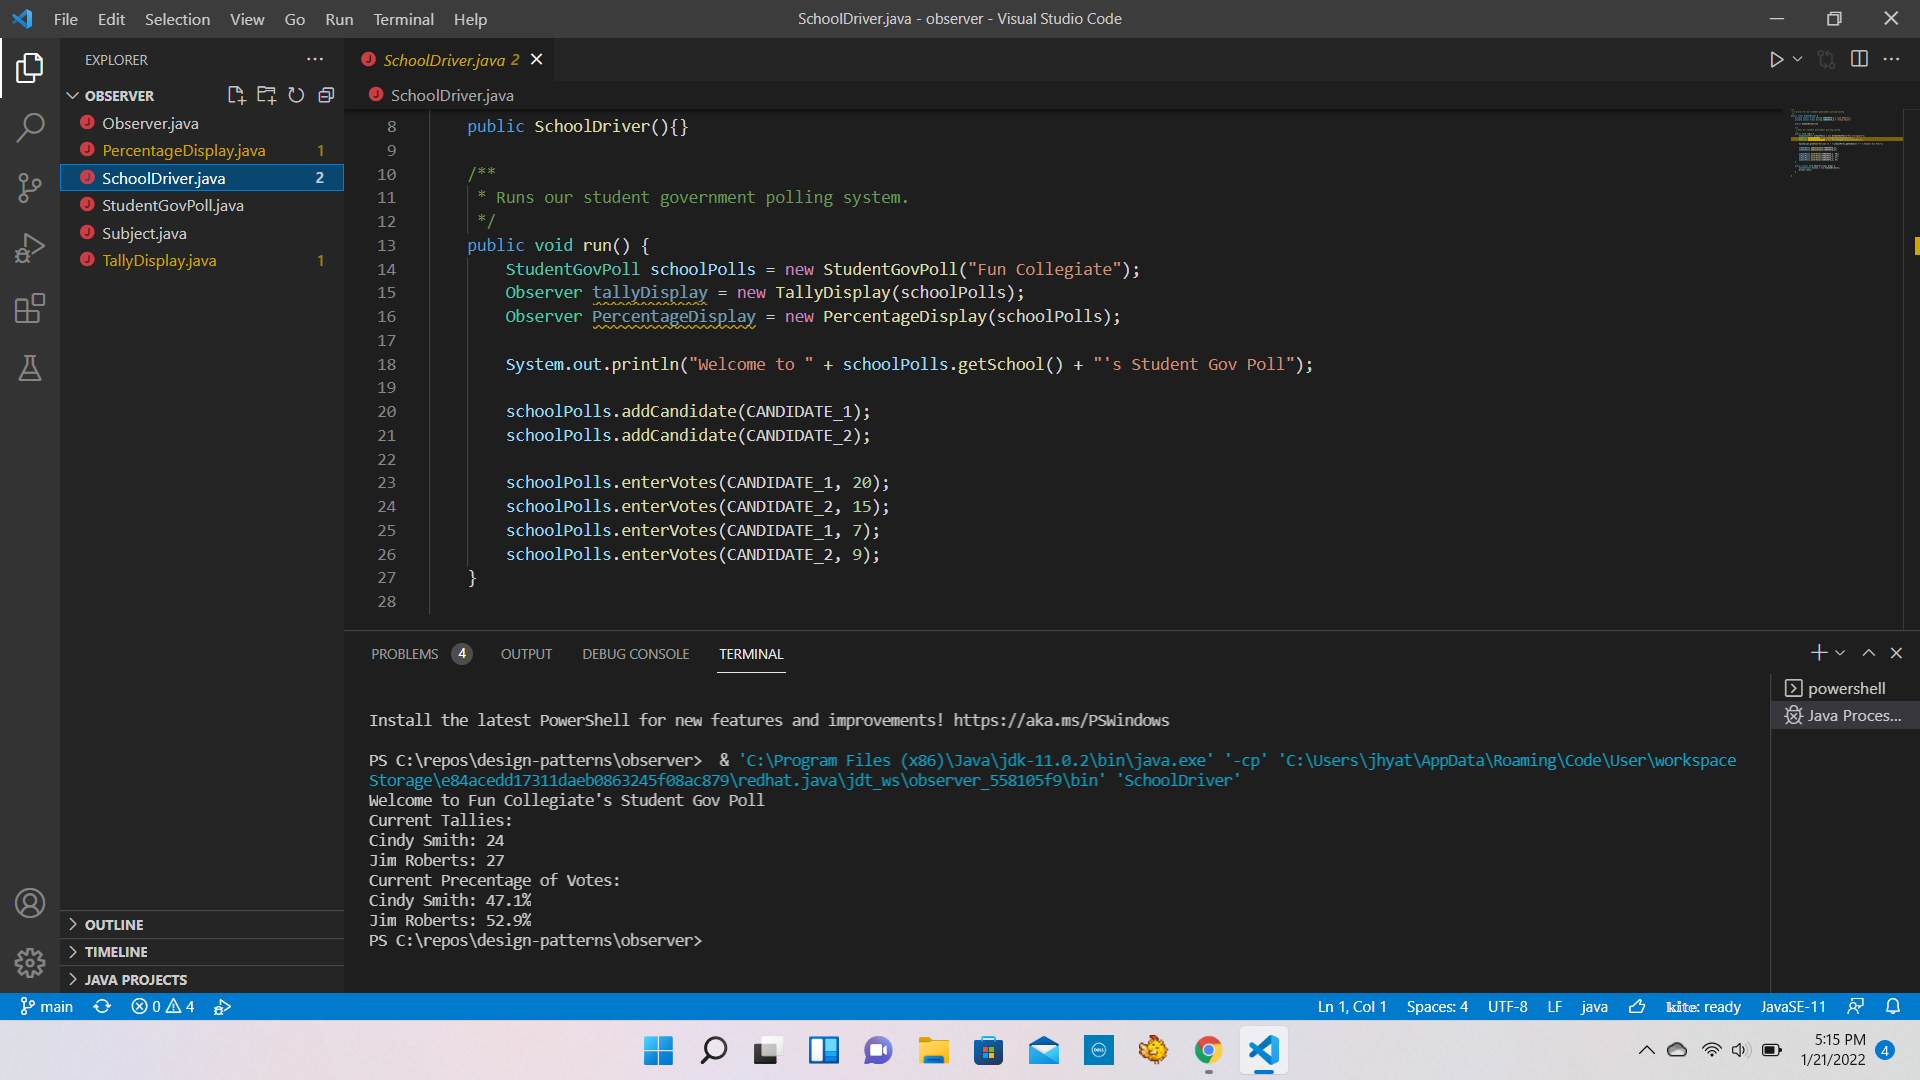 File Edit Selection View Go Run Terminal Help
SchoolDriver.java - observer - Visual Studio Code
EXPLORER
OBSERVER
Observer.java
PercentageDisplay.java 1
SchoolDriver.java 2
StudentGovPoll.java
Subject.java
TallyDisplay.java 1
OUTLINE
TIMELINE
JAVA PROJECTS
SchoolDriver.java 2
SchoolDriver.java
8 public SchoolDriver(){}
9
10 /**
11 * Runs our student government polling system.
12 */
13 public void run() {
14 StudentGovPoll schoolPolls = new StudentGovPoll("Fun Collegiate");
15 Observer tallyDisplay = new TallyDisplay(schoolPolls);
16 Observer PercentageDisplay = new PercentageDisplay(schoolPolls);
17
18 System.out.println("Welcome to " + schoolPolls.getSchool() + "'s Student Gov Poll");
19
20 schoolPolls.addCandidate(CANDIDATE_1);
21 schoolPolls.addCandidate(CANDIDATE_2);
22
23 schoolPolls.enterVotes(CANDIDATE_1, 20);
24 schoolPolls.enterVotes(CANDIDATE_2, 15);
25 schoolPolls.enterVotes(CANDIDATE_1, 7);
26 schoolPolls.enterVotes(CANDIDATE_2, 9);
27 }
28
PROBLEMS 4 OUTPUT DEBUG CONSOLE TERMINAL
Install the latest PowerShell for new features and improvements! https://aka.ms/PSWindows
PS C:\repos\design-patterns\observer> & 'C:\Program Files (x86)\Java\jdk-11.0.2\bin\java.exe' '-cp' 'C:\Users\jhyat\AppData\Roaming\Code\User\workspace
Storage\e84acedd17311daeb0863245f08ac879\redhat.java\jdt_ws\observer_558105f9\bin' 'SchoolDriver'
Welcome to Fun Collegiate's Student Gov Poll
Current Tallies:
Cindy Smith: 24
Jim Roberts: 27
Current Precentage of Votes:
Cindy Smith: 47.1%
Jim Roberts: 52.9%
PS C:\repos\design-patterns\observer>
powershell
Java Proces...
main 0 4
Ln 1, Col 1 Spaces: 4 UTF-8 LF java kite: ready JavaSE-11
5:15 PM
1/21/2022 4